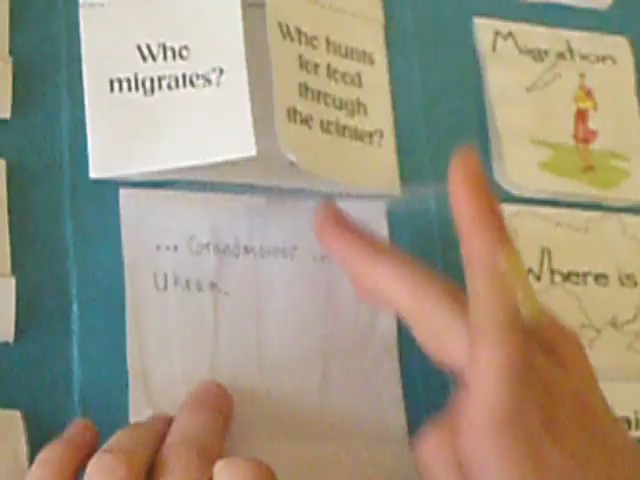 Who
migrates?
Who hunts
for food
through
the winter?
Migration
...
Where is